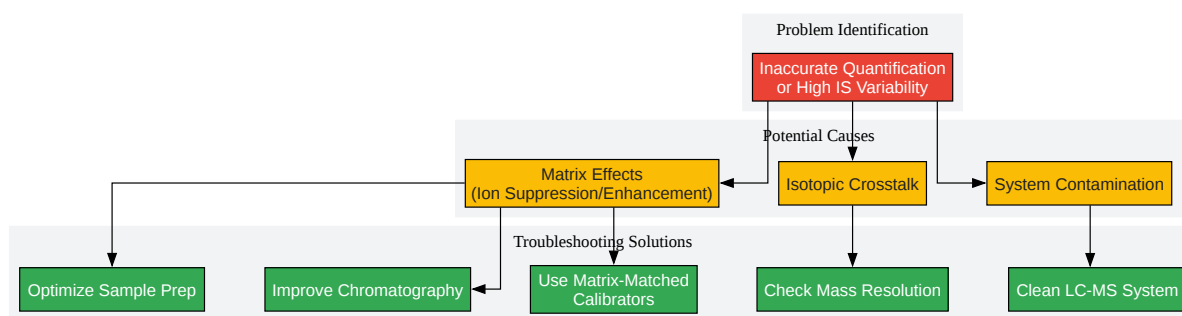 Problem Identification
Inaccurate Quantification
or High IS Variability
Potential Causes
Matrix Effects
(Ion Suppression/Enhancement)
Isotopic Crosstalk
System Contamination
Troubleshooting Solutions
Optimize Sample Prep
Improve Chromatography
Use Matrix-Matched
Calibrators
Check Mass Resolution
Clean LC-MS System